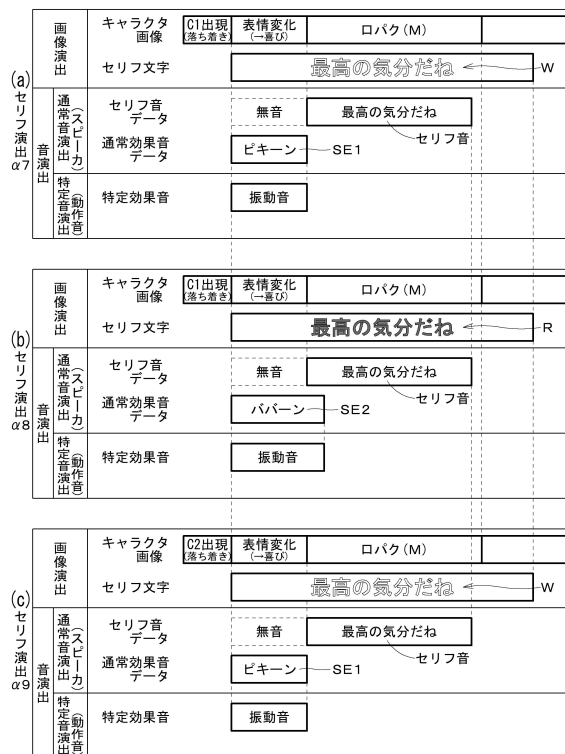 (a)
セリフ演出α7
画像演出
キャラクタ画像
C1出現
(落ち着き)
表情変化
(→喜び)
口パク(M)
セリフ文字
最高の気分だね
W
音演出
通常音演出
(スピーカ)
セリフ音データ
無音
最高の気分だね
セリフ音
通常効果音データ
ピキーン
SE1
特定音演出
(動作音)
特定効果音
振動音
(b)
セリフ演出α8
画像演出
キャラクタ画像
C1出現
(落ち着き)
表情変化
(→喜び)
口パク(M)
セリフ文字
最高の気分だね
R
音演出
通常音演出
(スピーカ)
セリフ音データ
無音
最高の気分だね
セリフ音
通常効果音データ
ババーン
SE2
特定音演出
(動作音)
特定効果音
振動音
(c)
セリフ演出α9
画像演出
キャラクタ画像
C2出現
(落ち着き)
表情変化
(→喜び)
口パク(M)
セリフ文字
最高の気分だね
W
音演出
通常音演出
(スピーカ)
セリフ音データ
無音
最高の気分だね
セリフ音
通常効果音データ
ピキーン
SE1
特定音演出
(動作音)
特定効果音
振動音